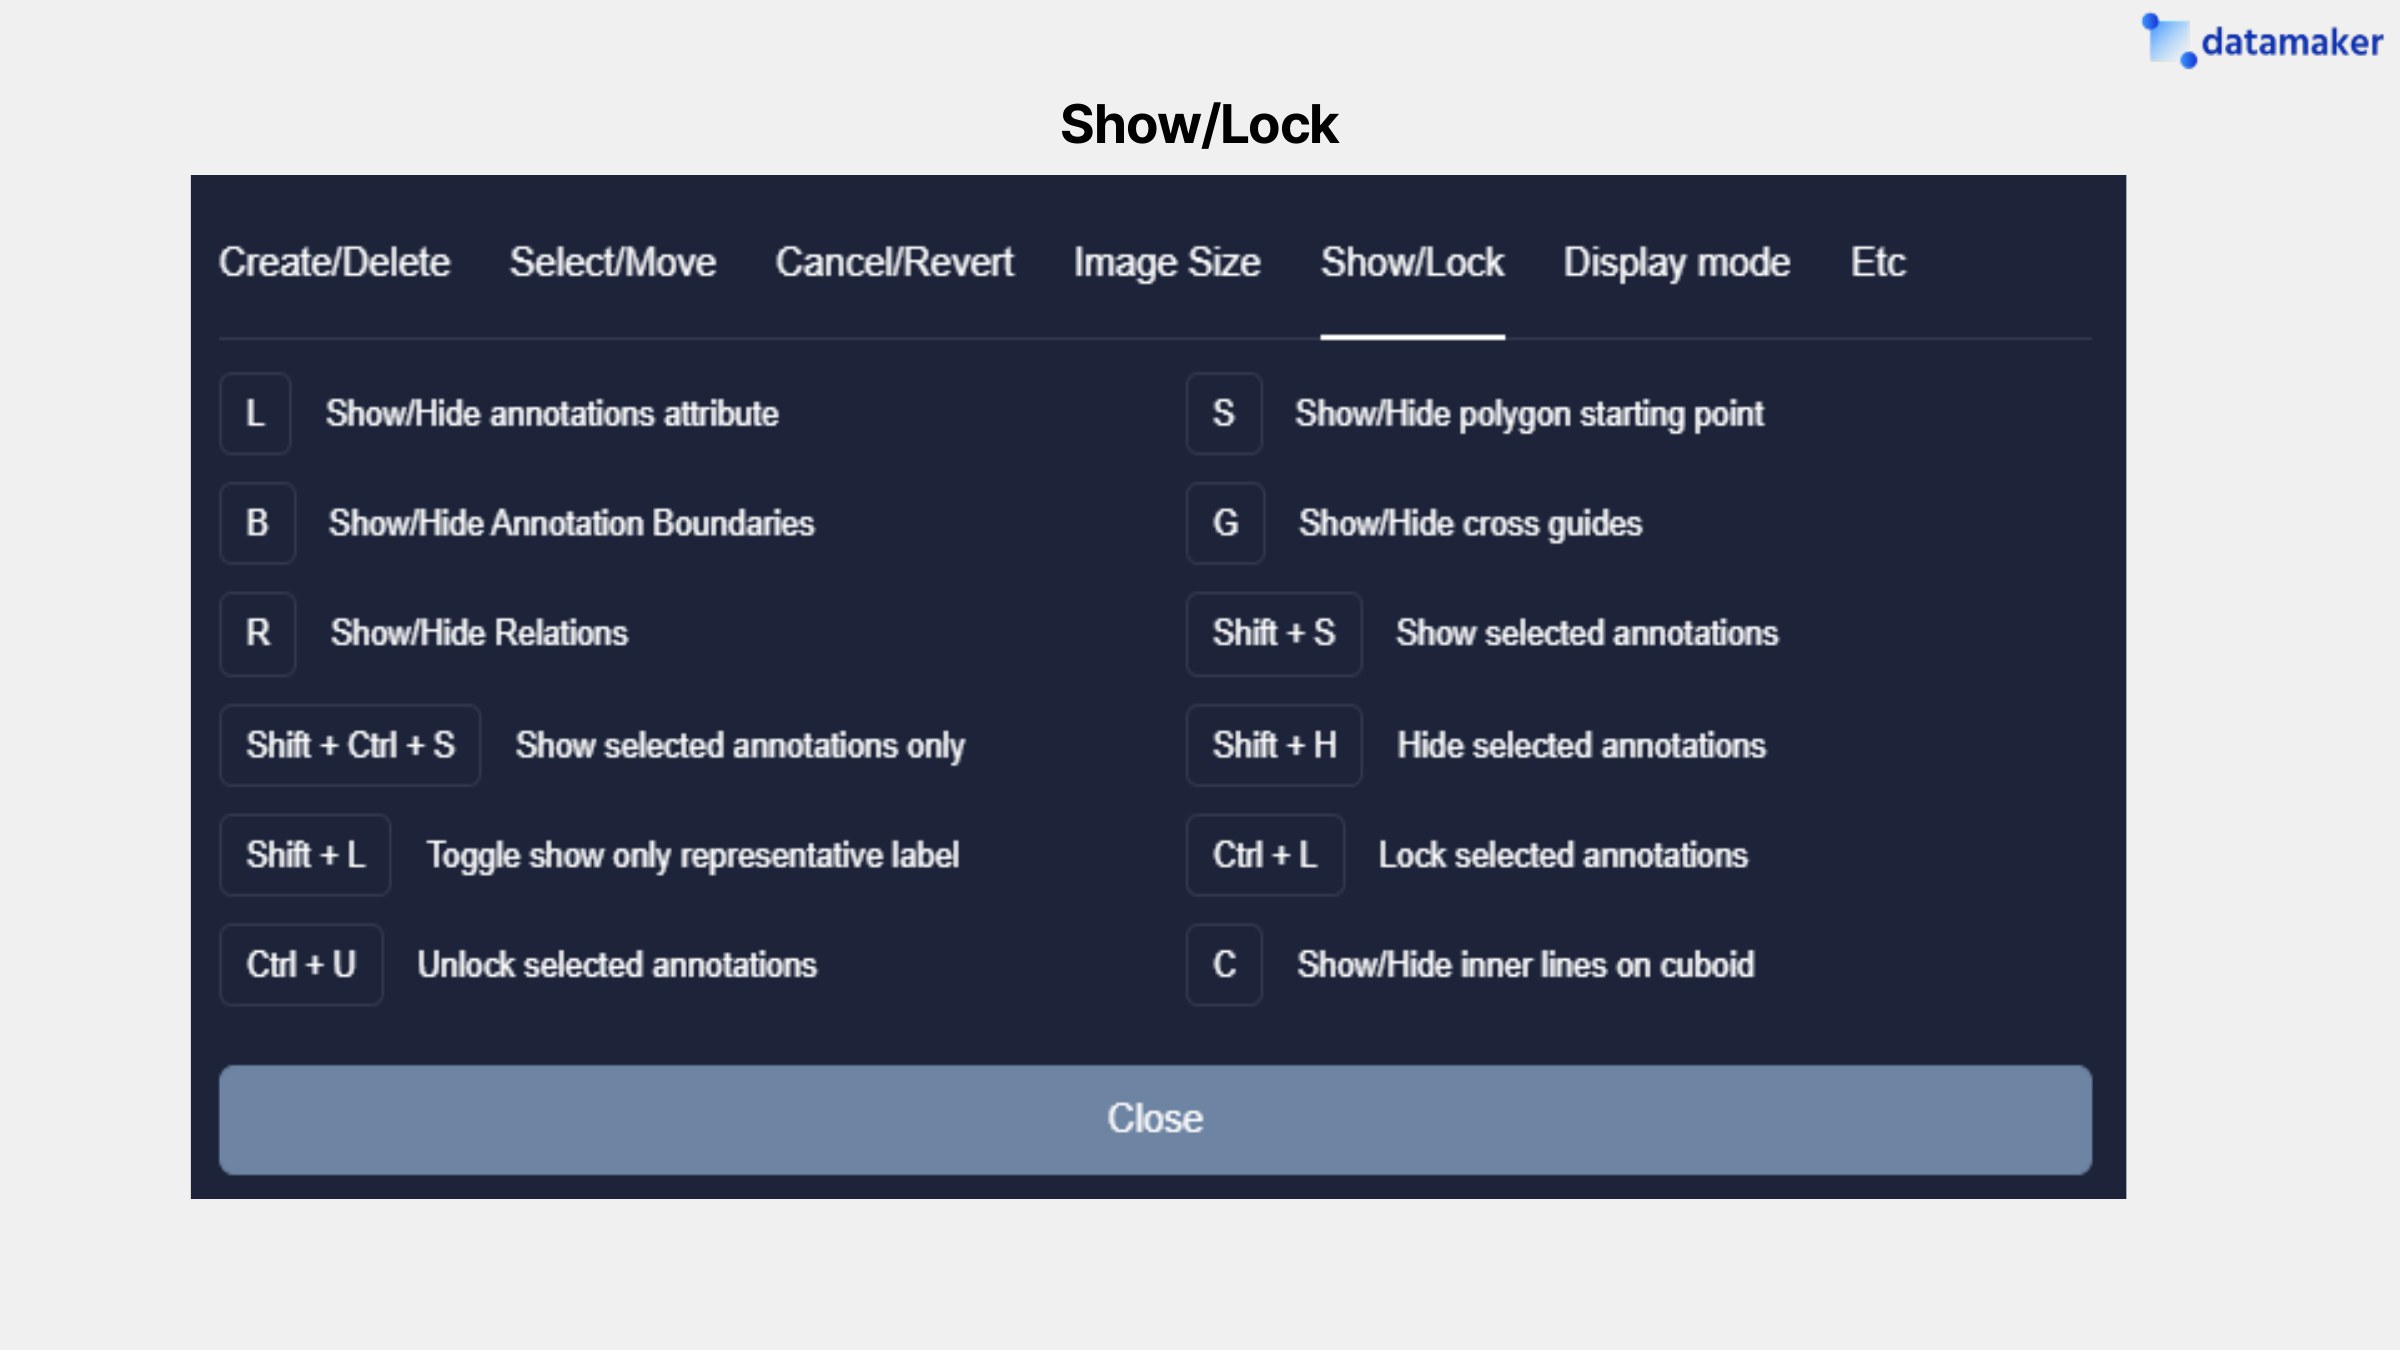 datamaker
Show/Lock
Create/Delete Select/Move Cancel/Revert Image Size Show/Lock Display mode Etc
L Show/Hide annotations attribute
S Show/Hide polygon starting point
B Show/Hide Annotation Boundaries
G Show/Hide cross guides
R Show/Hide Relations
Shift + S Show selected annotations
Shift + Ctrl + S Show selected annotations only
Shift + H Hide selected annotations
Shift + L Toggle show only representative label
Ctrl + L Lock selected annotations
Ctrl + U Unlock selected annotations
C Show/Hide inner lines on cuboid
Close